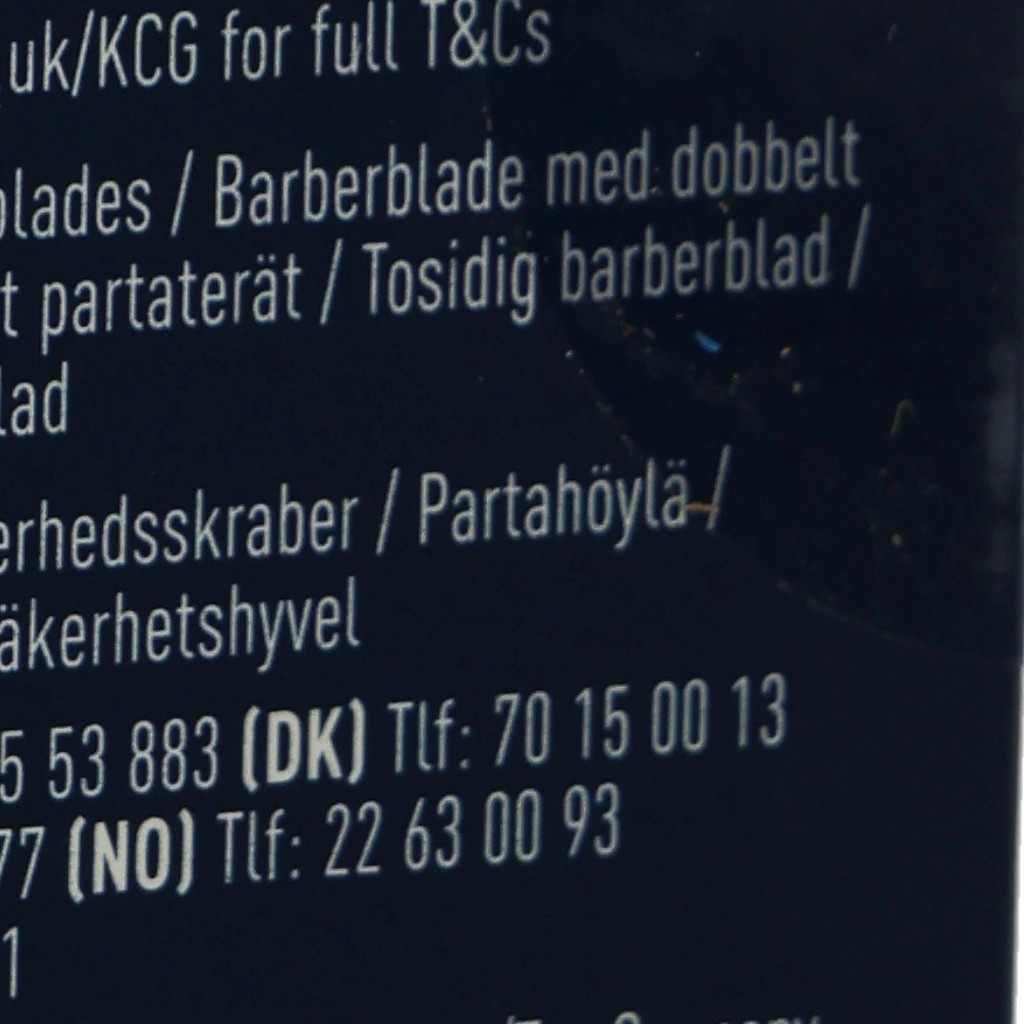 uk/KCG for full T&Cs
blades / Barberblade med dobbelt
t partaterät / Tosidig barberblad /
lad
erhedsskraber / Partahöylä /
äkerhetshyvel
5 53 883 (DK) Tlf: 70 15 00 13
77 (NO) Tlf: 22 63 00 93
1